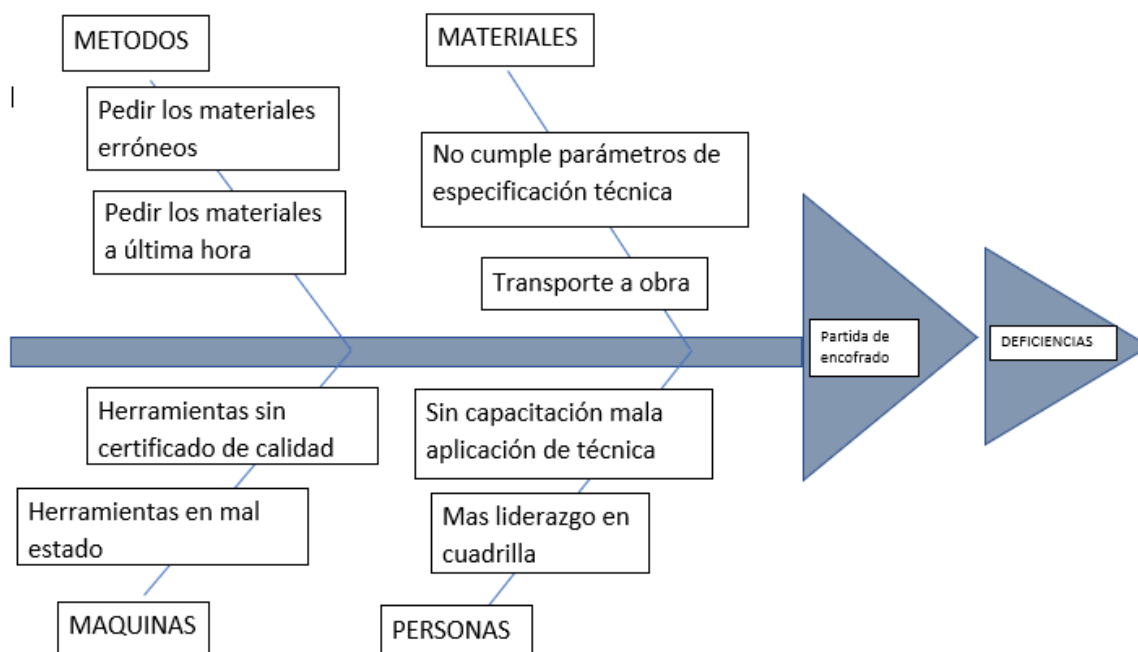 METODOS
MATERIALES
Pedir los materiales
erróneos
Pedir los materiales
a última hora
No cumple parámetros de
especificación técnica
Transporte a obra
Partida de
encofrado
DEFICIENCIAS
Herramientas sin
certificado de calidad
Herramientas en mal
estado
Sin capacitación mala
aplicación de técnica
Mas liderazgo en
cuadrilla
MAQUINAS
PERSONAS